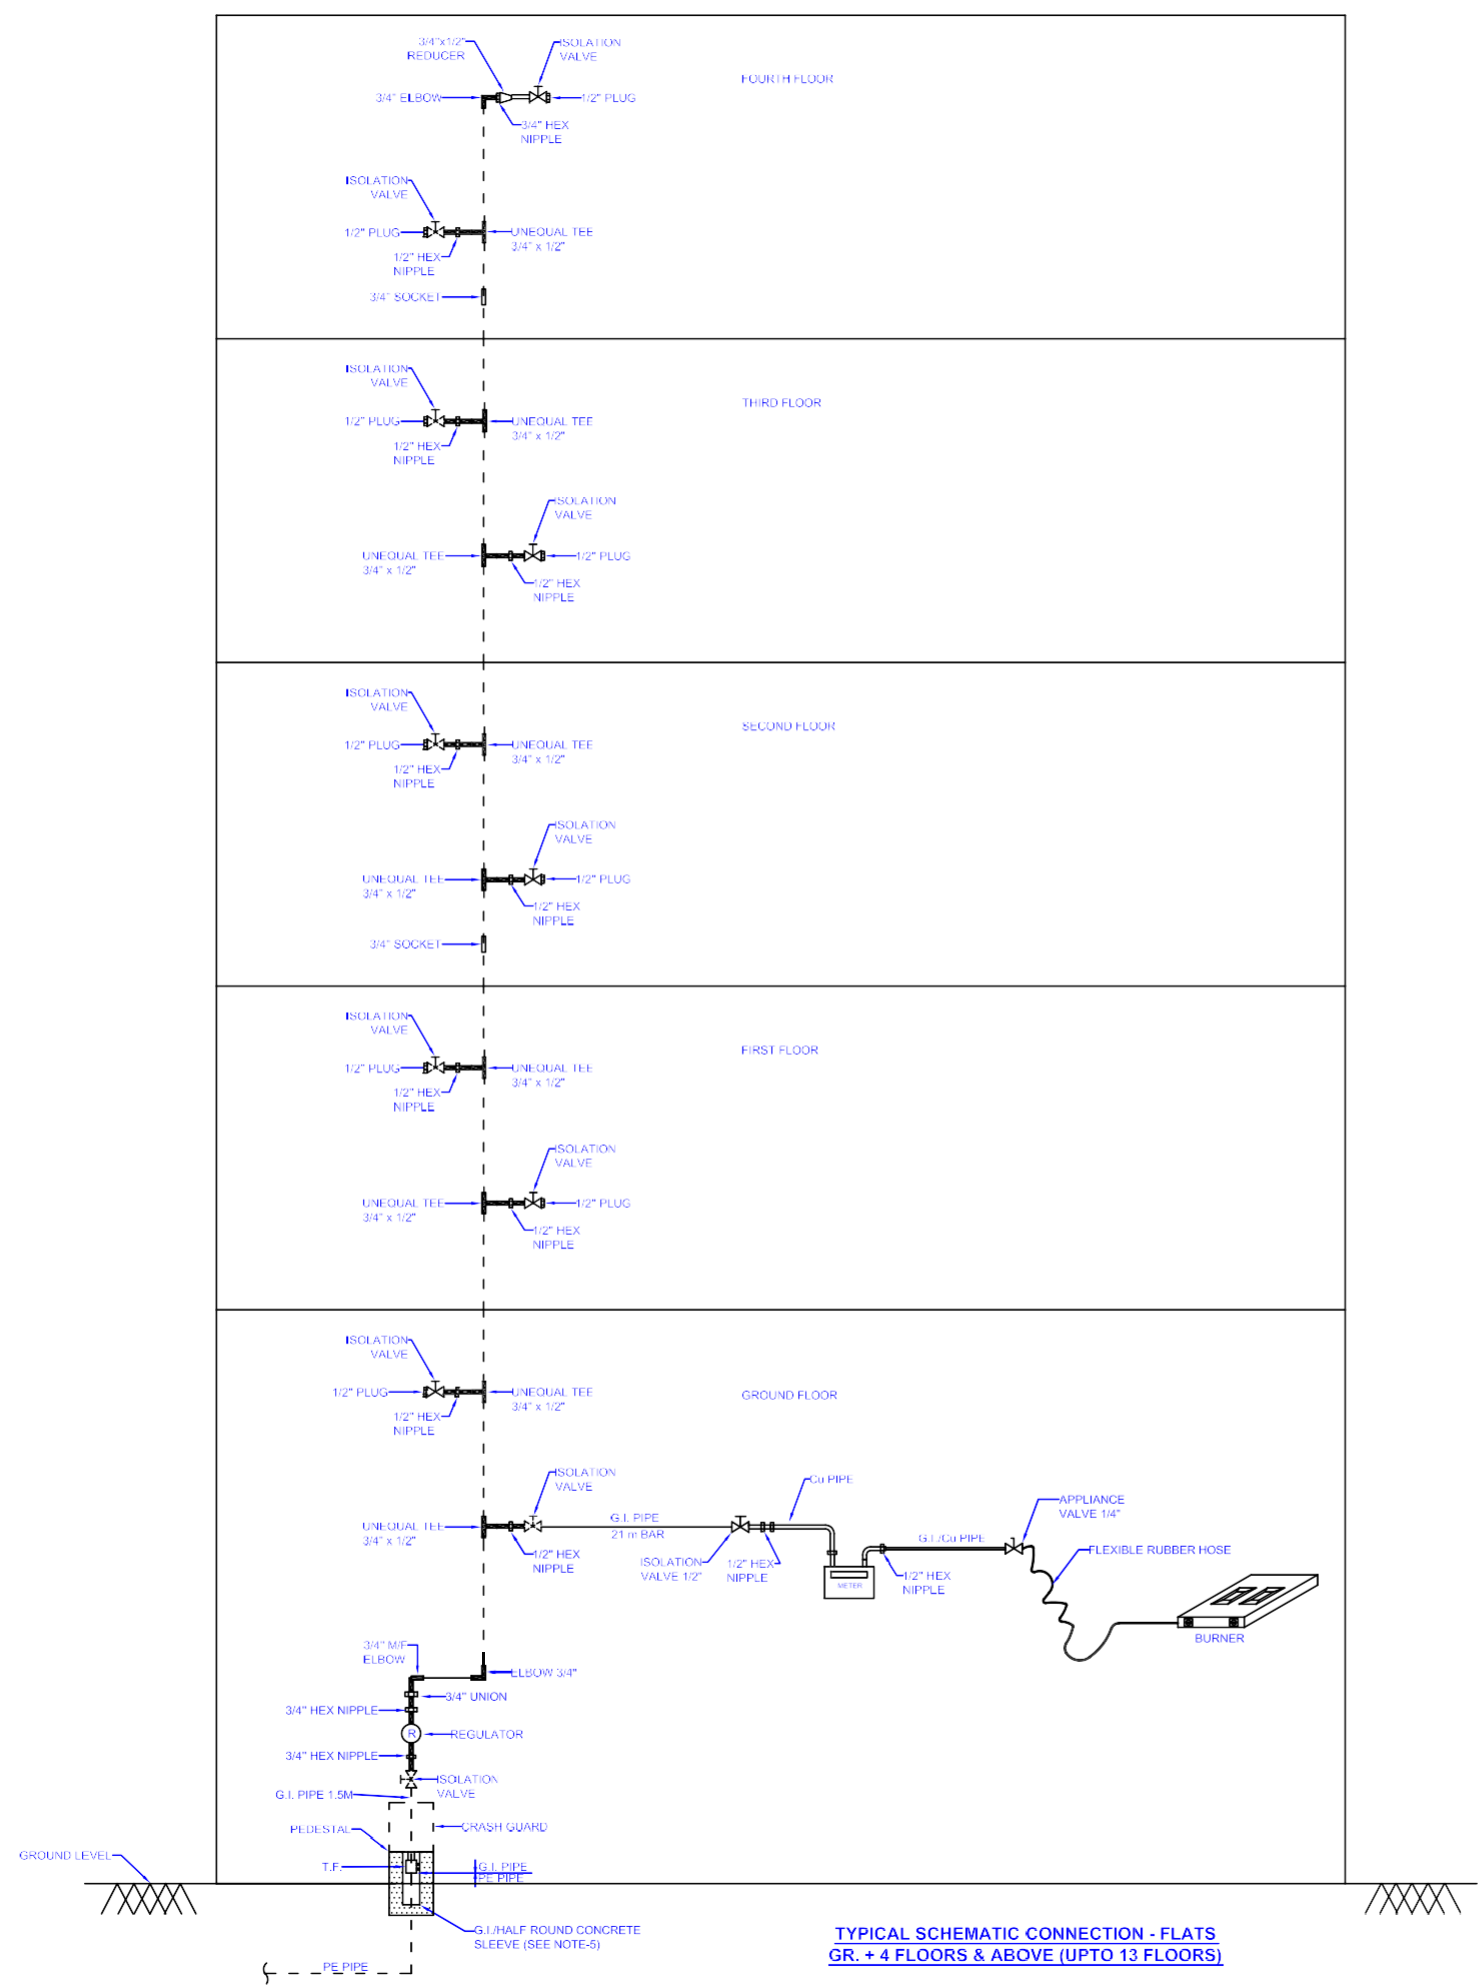 3/4"x1/2"
REDUCER
ISOLATION
VALVE
FOURTH FLOOR
3/4" ELBOW
1/2" PLUG
3/4" HEX
NIPPLE
ISOLATION
VALVE
1/2" PLUG
UNEQUAL TEE
3/4" x 1/2"
1/2" HEX
NIPPLE
3/4" SOCKET
ISOLATION
VALVE
THIRD FLOOR
1/2" PLUG
UNEQUAL TEE
3/4" x 1/2"
1/2" HEX
NIPPLE
ISOLATION
VALVE
UNEQUAL TEE
3/4" x 1/2"
1/2" PLUG
1/2" HEX
NIPPLE
ISOLATION
VALVE
SECOND FLOOR
1/2" PLUG
UNEQUAL TEE
3/4" x 1/2"
1/2" HEX
NIPPLE
ISOLATION
VALVE
UNEQUAL TEE
3/4" x 1/2"
1/2" PLUG
1/2" HEX
NIPPLE
3/4" SOCKET
ISOLATION
VALVE
FIRST FLOOR
1/2" PLUG
UNEQUAL TEE
3/4" x 1/2"
1/2" HEX
NIPPLE
ISOLATION
VALVE
UNEQUAL TEE
3/4" x 1/2"
1/2" PLUG
1/2" HEX
NIPPLE
ISOLATION
VALVE
GROUND FLOOR
1/2" PLUG
UNEQUAL TEE
3/4" x 1/2"
1/2" HEX
NIPPLE
ISOLATION
VALVE
Cu PIPE
UNEQUAL TEE
3/4" x 1/2"
1/2" HEX
NIPPLE
G.I. PIPE
21 m BAR
ISOLATION
VALVE 1/2"
1/2" HEX
NIPPLE
METER
G.I./Cu PIPE
1/2" HEX
NIPPLE
APPLIANCE
VALVE 1/4"
FLEXIBLE RUBBER HOSE
BURNER
3/4" M/F
ELBOW
ELBOW 3/4"
3/4" UNION
3/4" HEX NIPPLE
R
REGULATOR
3/4" HEX NIPPLE
ISOLATION
VALVE
G.I. PIPE 1.5M
PEDESTAL
CRASH GUARD
GROUND LEVEL
T.F.
G.I. PIPE
PE PIPE
G.I./HALF ROUND CONCRETE
SLEEVE (SEE NOTE-5)
PE PIPE
TYPICAL SCHEMATIC CONNECTION - FLATS
GR. + 4 FLOORS & ABOVE (UPTO 13 FLOORS)